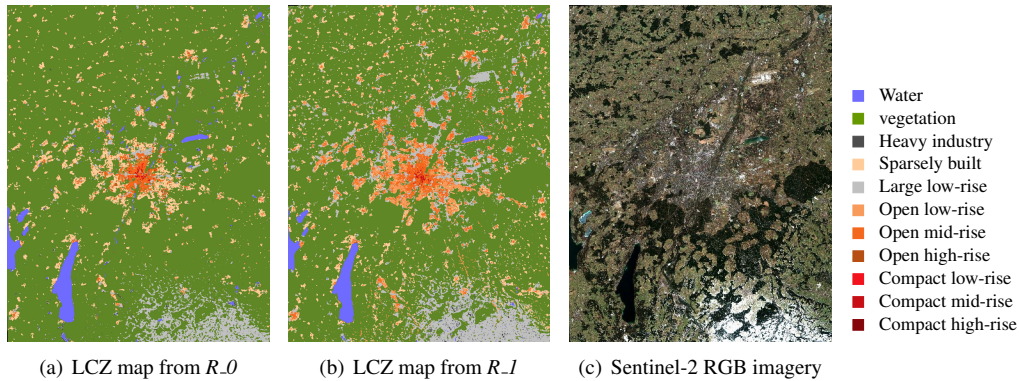 Water
vegetation
Heavy industry
Sparsely built
Large low-rise
Open low-rise
Open mid-rise
Open high-rise
Compact low-rise
Compact mid-rise
Compact high-rise
(a) LCZ map from R_0
(b) LCZ map from R_1
(c) Sentinel-2 RGB imagery